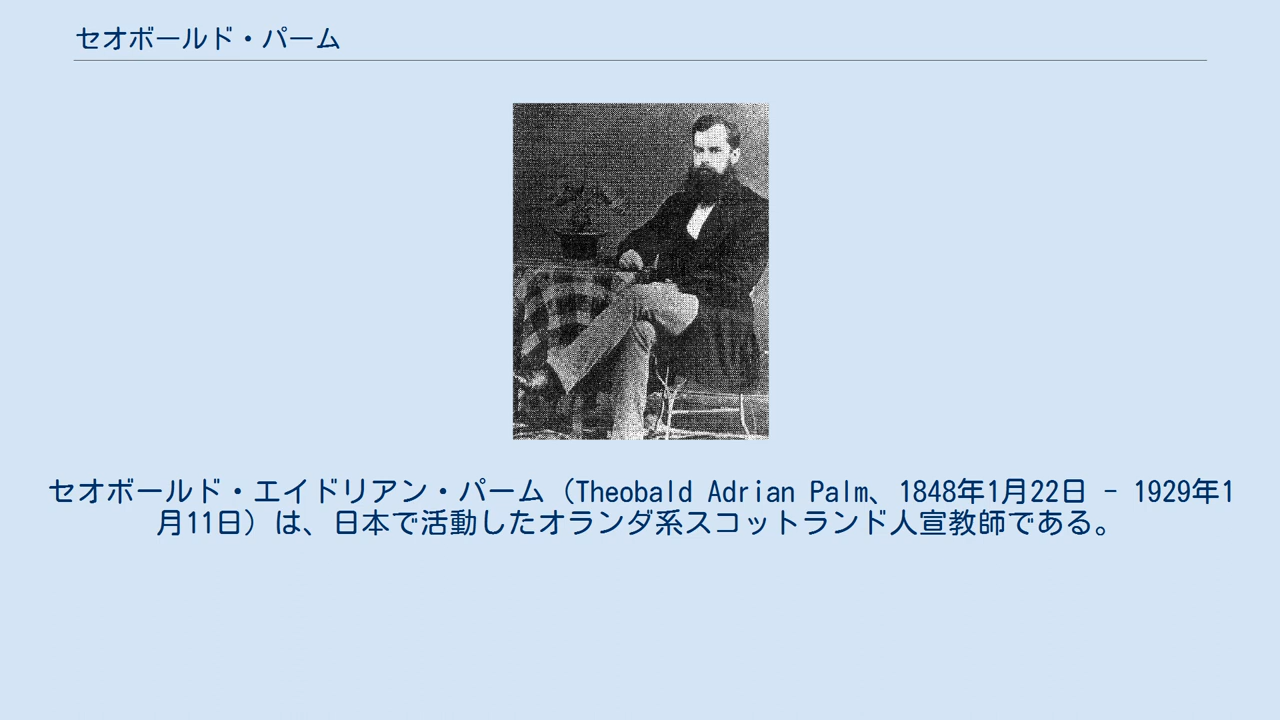 セオボールド・パーム
セオボールド・エイドリアン・パーム（Theobald Adrian Palm、1848年1月22日 - 1929年1
月11日）は、日本で活動したオランダ系スコットランド人宣教師である。